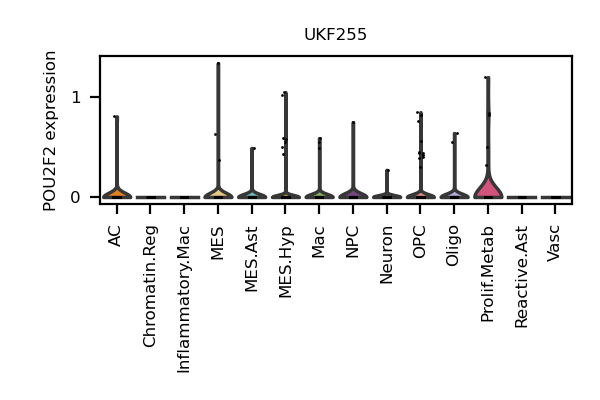 UKF255
POU2F2 expression
1
0
AC
Chromatin.Reg
Inflammatory.Mac
MES
MES.Ast
MES.Hyp
Mac
NPC
Neuron
OPC
Oligo
Prolif.Metab
Reactive.Ast
Vasc